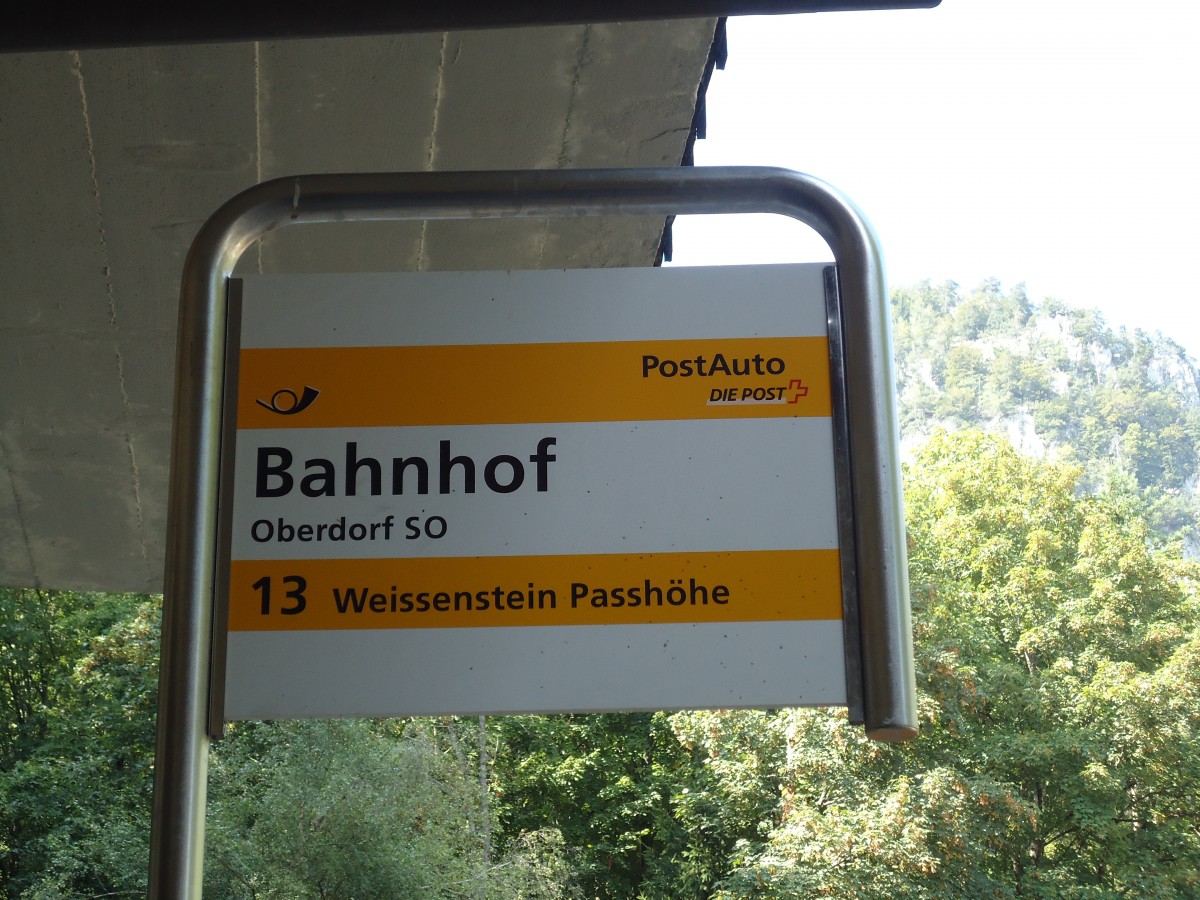 PostAuto
DIE POST
Bahnhof
Oberdorf SO
13 Weissenstein Passhöhe